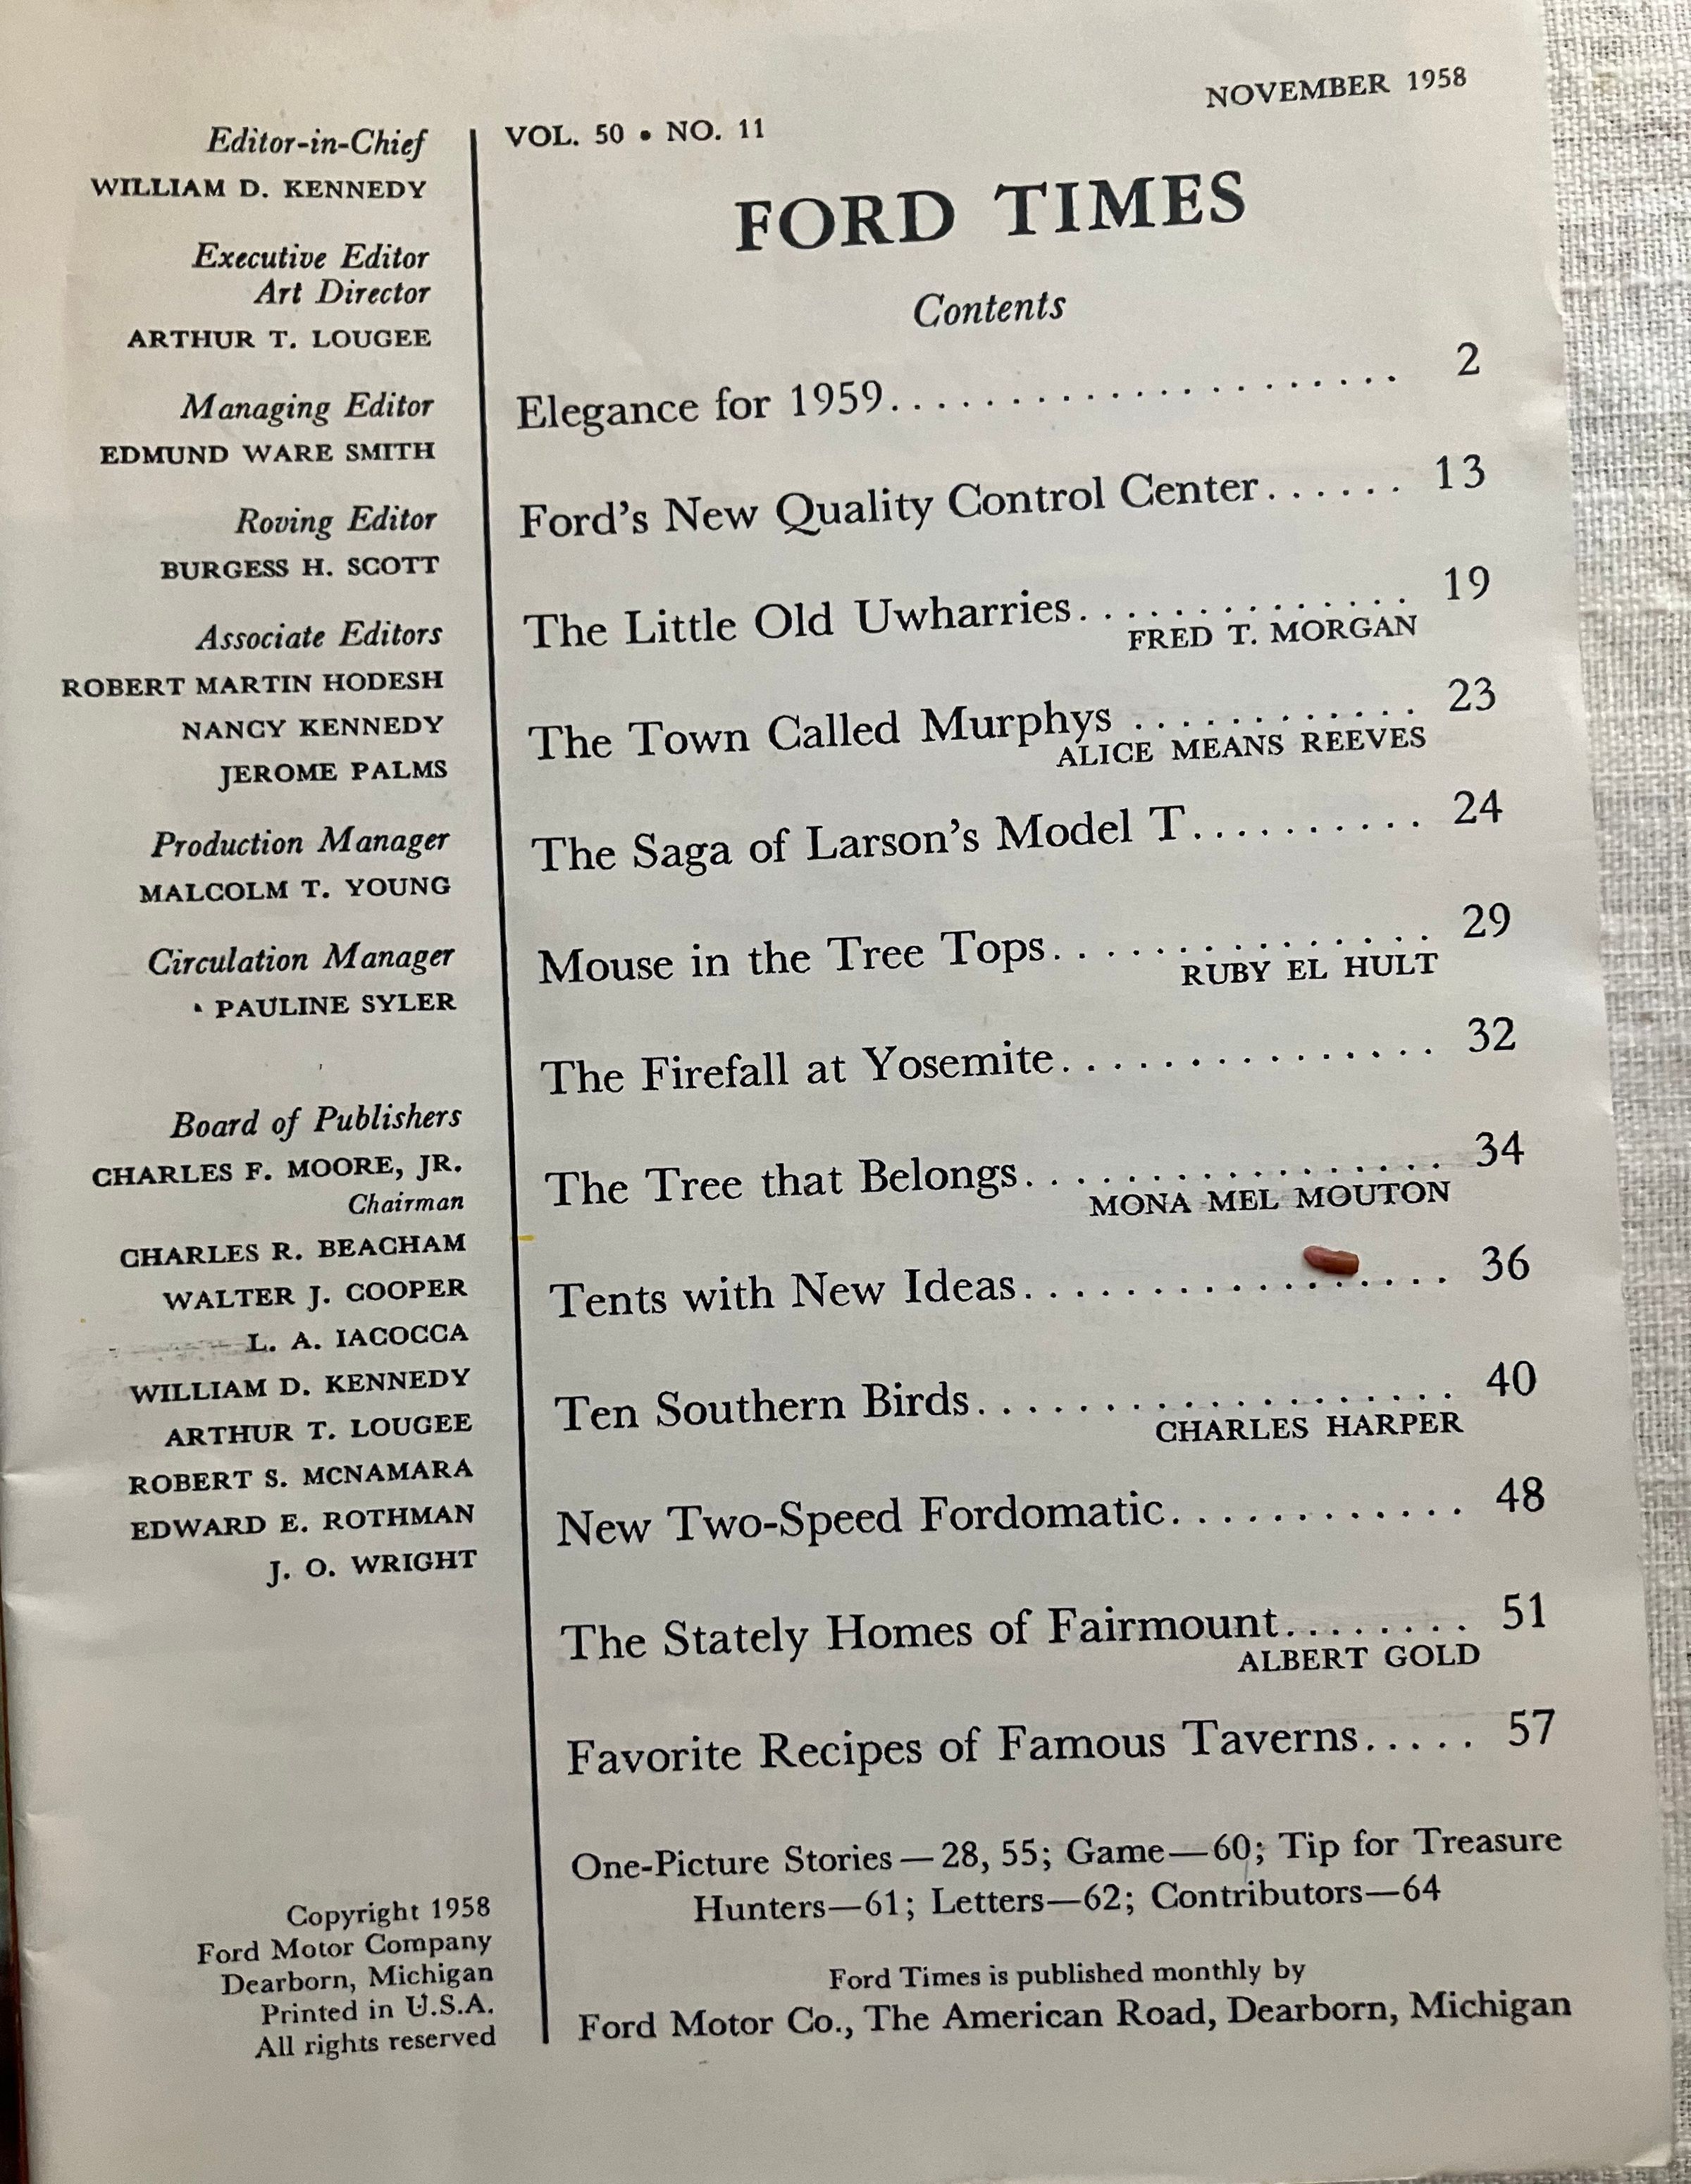 Editor-in-Chief
WILLIAM D. KENNEDY
Executive Editor
Art Director
ARTHUR T. LOUGEE
Managing Editor
EDMUND WARE SMITH
Roving Editor
BURGESS H. SCOTT
Associate Editors
ROBERT MARTIN HODESH
NANCY KENNEDY
JEROME PALMS
Production Manager
MALCOLM T. YOUNG
Circulation Manager
PAULINE SYLER
Board of Publishers
CHARLES F. MOORE, JR.
Chairman
CHARLES R. BEACHAM
WALTER J. COOPER
L. A. IACOCCA
WILLIAM D. KENNEDY
ARTHUR T. LOUGEE
ROBERT S. MCNAMARA
EDWARD E. ROTHMAN
J. O. WRIGHT
Copyright 1958
Ford Motor Company
Dearborn, Michigan
Printed in U.S.A.
All rights reserved
NOVEMBER 1958
VOL. 50 • NO. 11
FORD TIMES
Contents
Elegance for 1959.................... 2
Ford's New Quality Control Center...... 13
The Little Old Uwharries.............. 19
FRED T. MORGAN
The Town Called Murphys ............ 23
ALICE MEANS REEVES
The Saga of Larson's Model T.......... 24
Mouse in the Tree Tops............... 29
RUBY EL HULT
The Firefall at Yosemite............... 32
The Tree that Belongs................. 34
MONA MEL MOUTON
Tents with New Ideas................. 36
Ten Southern Birds................... 40
CHARLES HARPER
New Two-Speed Fordomatic............ 48
The Stately Homes of Fairmount........ 51
ALBERT GOLD
Favorite Recipes of Famous Taverns..... 57
One-Picture Stories—28, 55; Game—60; Tip for Treasure
Hunters—61; Letters—62; Contributors—64
Ford Times is published monthly by
Ford Motor Co., The American Road, Dearborn, Michigan